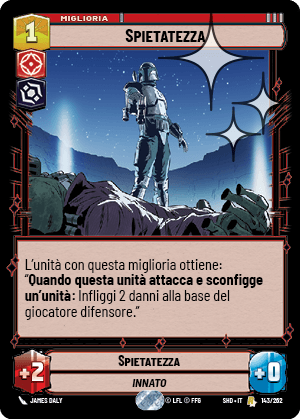 MIGLIORIA
1
SPIETATEZZA
L'unità con questa miglioria ottiene:
"Quando questa unità attacca e sconfigge
un'unità: Infliggi 2 danni alla base del
giocatore difensore."
+2
SPIETATEZZA
+0
INNATO
JAMES DALY
© LFL © FFG
SHD • IT
143/262